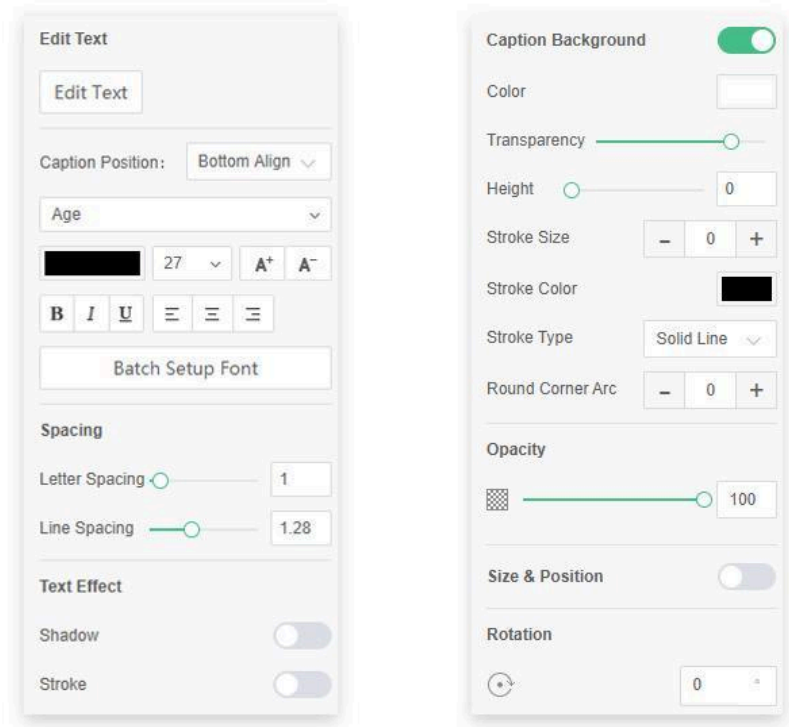 Edit Text
Edit Text
Caption Position:
Bottom Align
Age
27
A+
A−
B I U
Batch Setup Font
Spacing
Letter Spacing
1
Line Spacing
1.28
Text Effect
Shadow
Stroke
Caption Background
Color
Transparency
Height
0
Stroke Size
− 0 +
Stroke Color
Stroke Type
Solid Line
Round Corner Arc
− 0 +
Opacity
100
Size & Position
Rotation
0 °